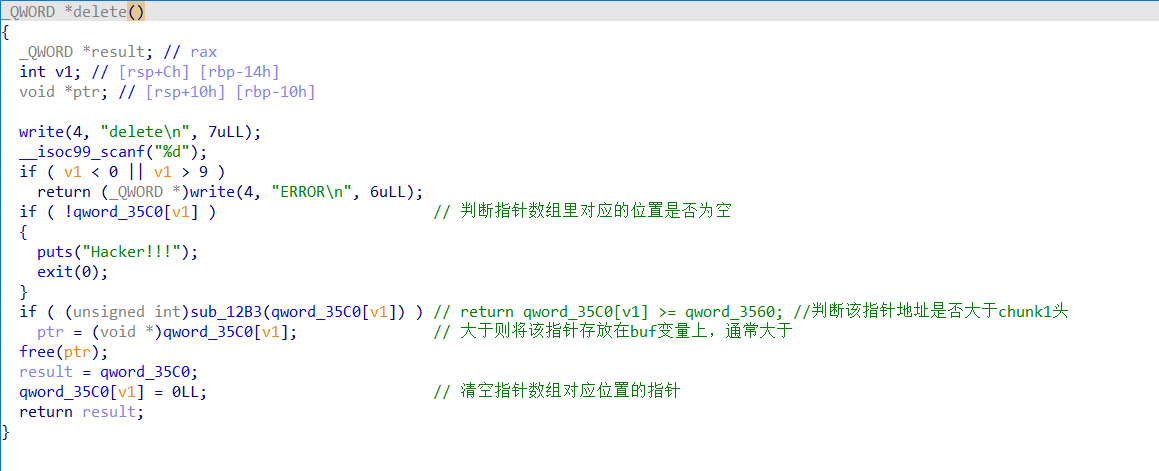 _QWORD *delete()
{
  _QWORD *result; // rax
  int v1; // [rsp+Ch] [rbp-14h]
  void *ptr; // [rsp+10h] [rbp-10h]
  write(4, "delete\n", 7uLL);
  __isoc99_scanf("%d");
  if ( v1 < 0 || v1 > 9 )
    return (_QWORD *)write(4, "ERROR\n", 6uLL);
  if ( !qword_35C0[v1] ) // 判断指针数组里对应的位置是否为空
  {
    puts("Hacker!!!");
    exit(0);
  }
  if ( (unsigned int)sub_12B3(qword_35C0[v1]) ) // return qword_35C0[v1] >= qword_3560; //判断该指针地址是否大于chunk1头
    ptr = (void *)qword_35C0[v1]; // 大于则将该指针存放在buf变量上，通常大于
  free(ptr);
  result = qword_35C0;
  qword_35C0[v1] = 0LL; // 清空指针数组对应位置的指针
  return result;
}